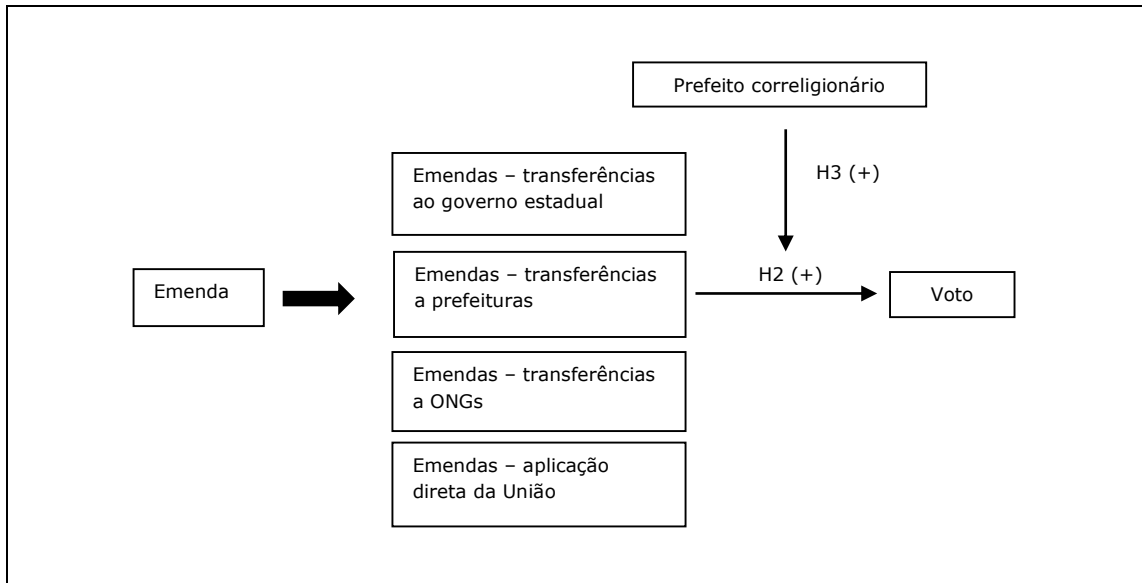 Prefeito correligionário
Emendas – transferências
ao governo estadual
H3 (+)
Emenda
Emendas – transferências
a prefeituras
H2 (+)
Voto
Emendas – transferências
a ONGs
Emendas – aplicação
direta da União